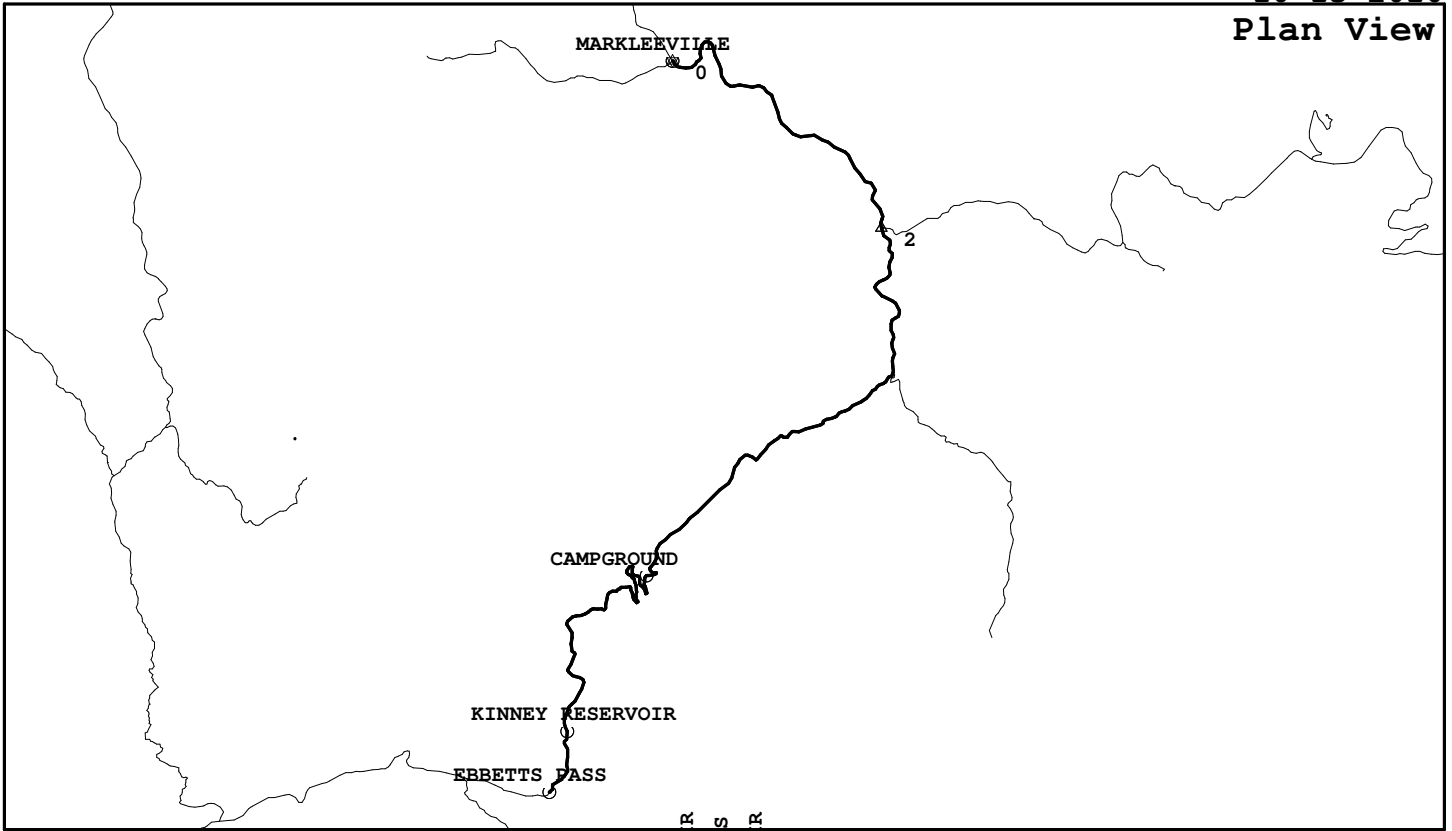 Plan View
MARKLEEVILLE
0
2
CAMPGROUND
KINNEY RESERVOIR
EBBETTS PASS
R
S
R